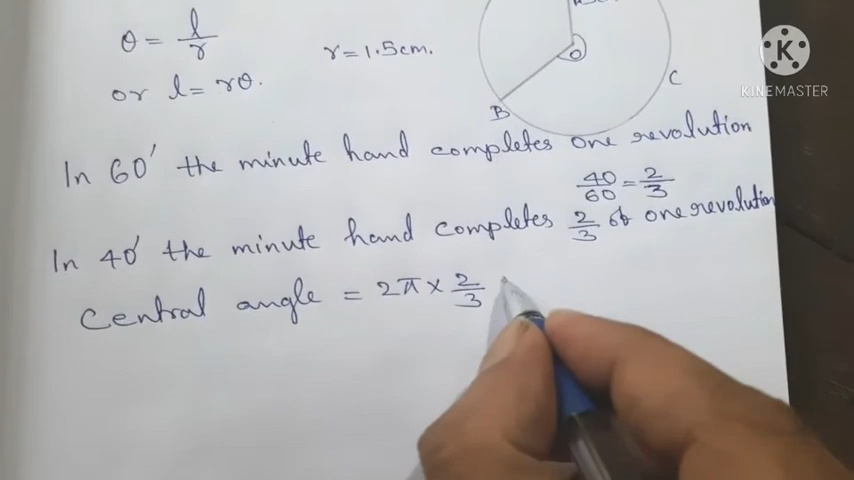 θ = l/r
r = 1.5cm.
or l = rθ.
O
B
C
In 60' the minute hand completes one revolution
40/60 = 2/3
In 40' the minute hand completes 2/3 of one revolution
Central angle = 2π × 2/3
K
KINEMASTER